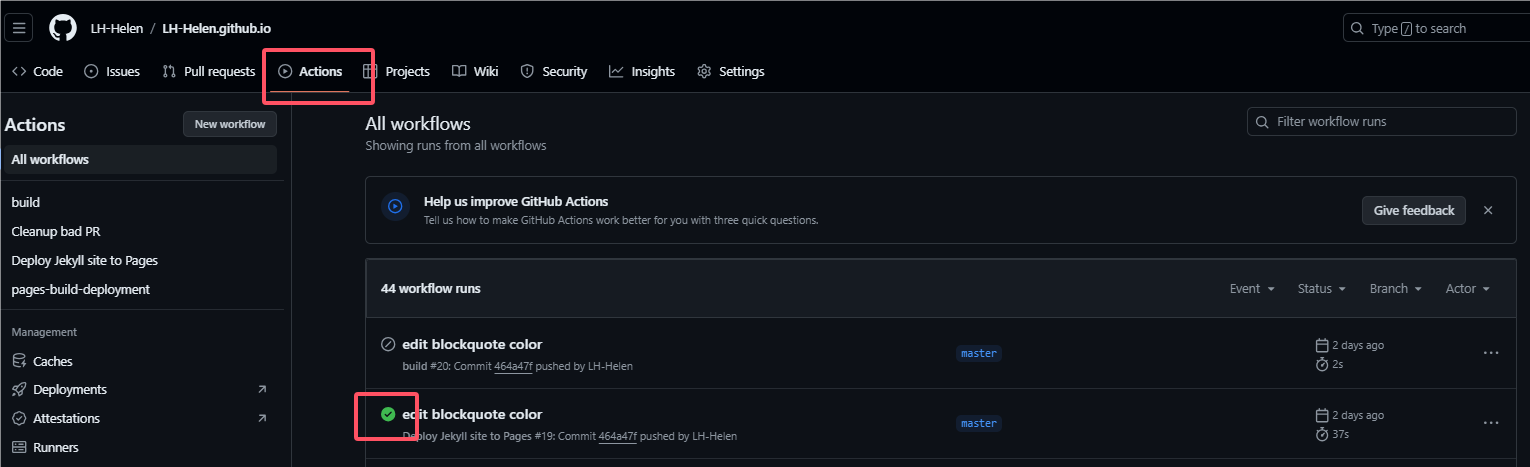 LH-Helen / LH-Helen.github.io
Type / to search
Code Issues Pull requests Actions Projects Wiki Security Insights Settings
Actions
New workflow
All workflows
build
Cleanup bad PR
Deploy Jekyll site to Pages
pages-build-deployment
Management
Caches
Deployments
Attestations
Runners
All workflows
Showing runs from all workflows
Filter workflow runs
Help us improve GitHub Actions
Tell us how to make GitHub Actions work better for you with three quick questions.
Give feedback
44 workflow runs
Event Status Branch Actor
edit blockquote color
build #20: Commit 464a47f pushed by LH-Helen
master
2 days ago
2s
edit blockquote color
Deploy Jekyll site to Pages #19: Commit 464a47f pushed by LH-Helen
master
2 days ago
37s